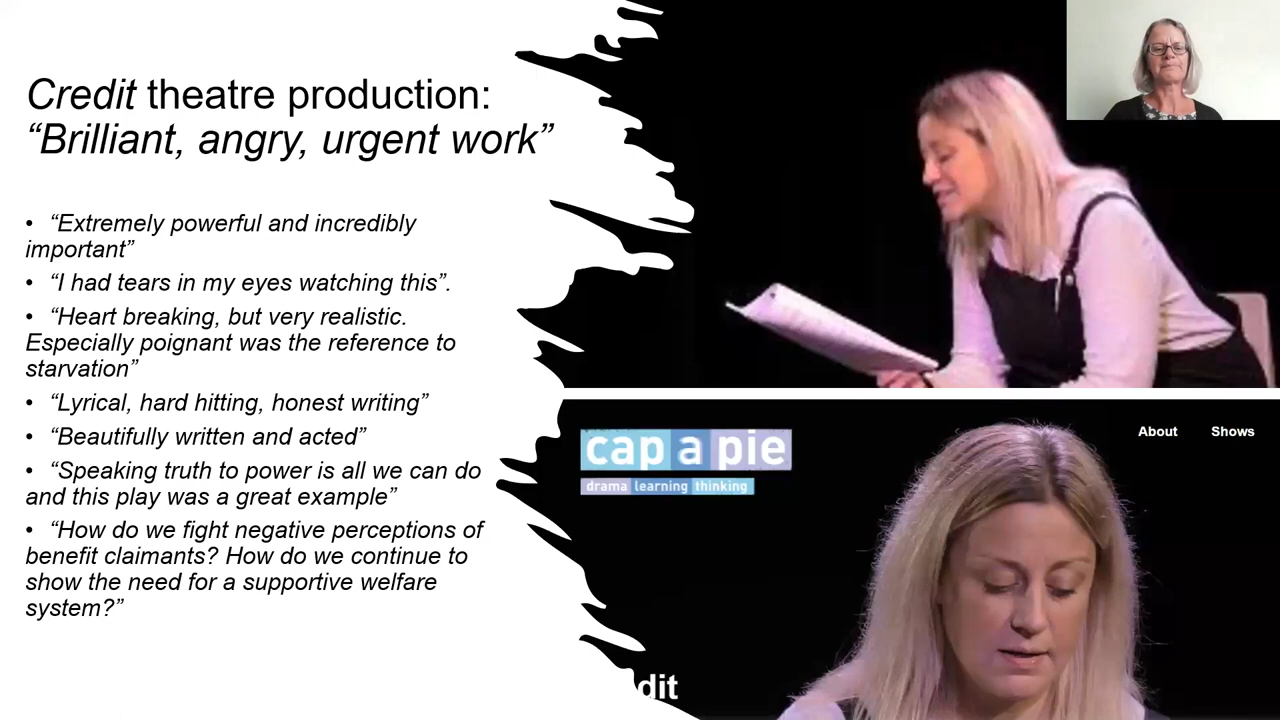 Credit theatre production:
“Brilliant, angry, urgent work”
• “Extremely powerful and incredibly
important”
• “I had tears in my eyes watching this”.
• “Heart breaking, but very realistic.
Especially poignant was the reference to
starvation”
• “Lyrical, hard hitting, honest writing”
• “Beautifully written and acted”
• “Speaking truth to power is all we can do
and this play was a great example”
• “How do we fight negative perceptions of
benefit claimants? How do we continue to
show the need for a supportive welfare
system?”
cap a pie
drama learning thinking
About Shows
dit